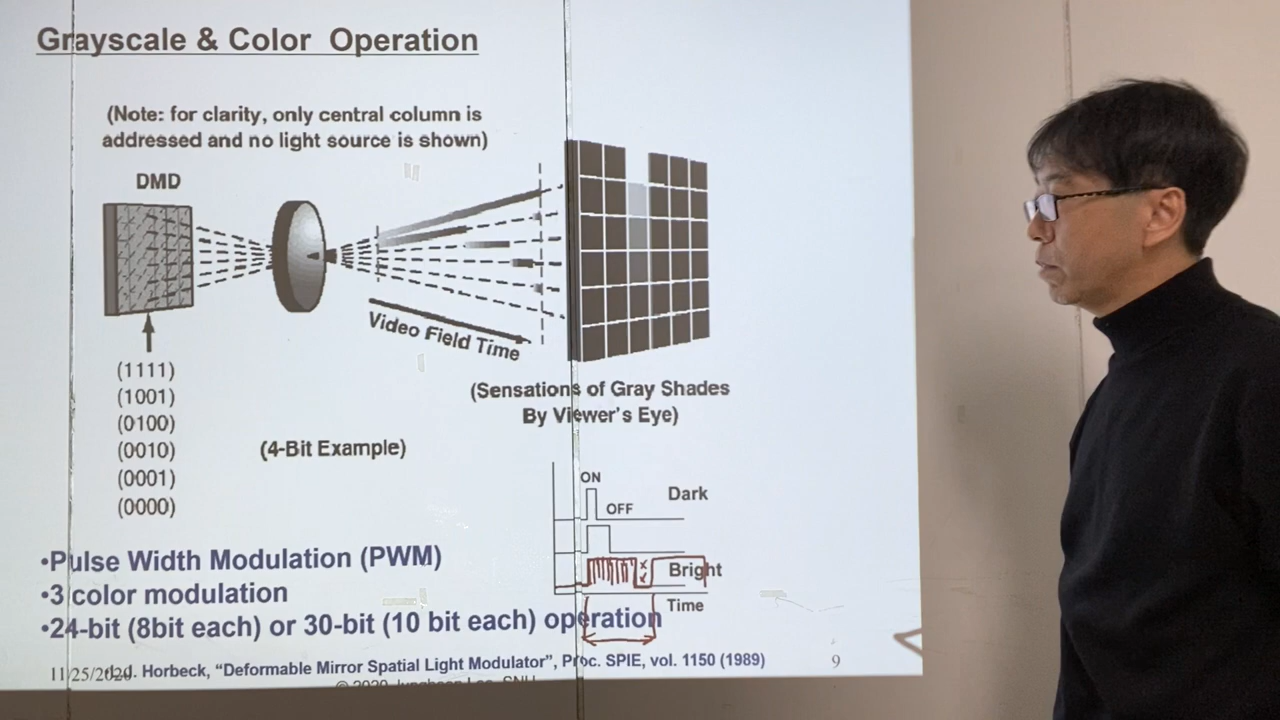 Grayscale & Color Operation
(Note: for clarity, only central column is
addressed and no light source is shown)
DMD
Video Field Time
(1111)
(1001)
(0100)
(0010)
(0001)
(0000)
(4-Bit Example)
(Sensations of Gray Shades
By Viewer's Eye)
ON
OFF
Dark
Bright
Time
•Pulse Width Modulation (PWM)
•3 color modulation
•24-bit (8bit each) or 30-bit (10 bit each) operation
11/25/2020 J. Horbeck, “Deformable Mirror Spatial Light Modulator”, Proc. SPIE, vol. 1150 (1989)
9
© 2020